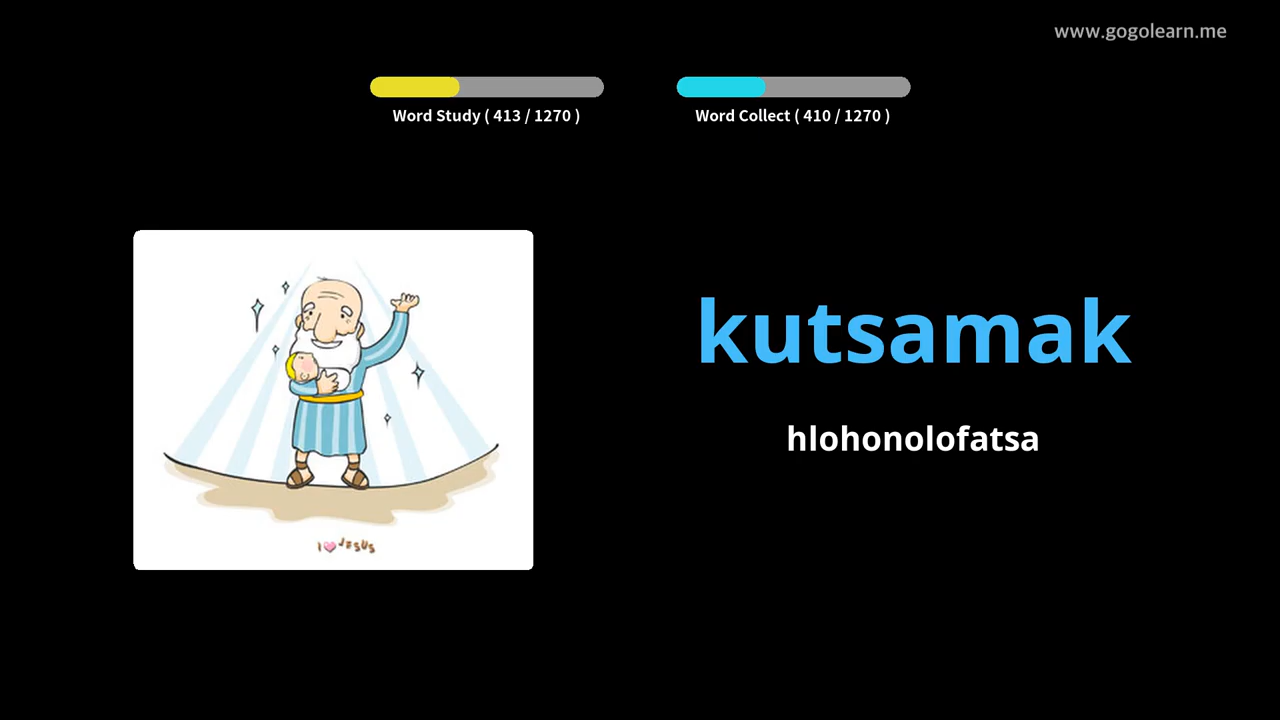 www.gogolearn.me
Word Study ( 413 / 1270 )
Word Collect ( 410 / 1270 )
kutsamak
hlohonolofatsa
I JESUS